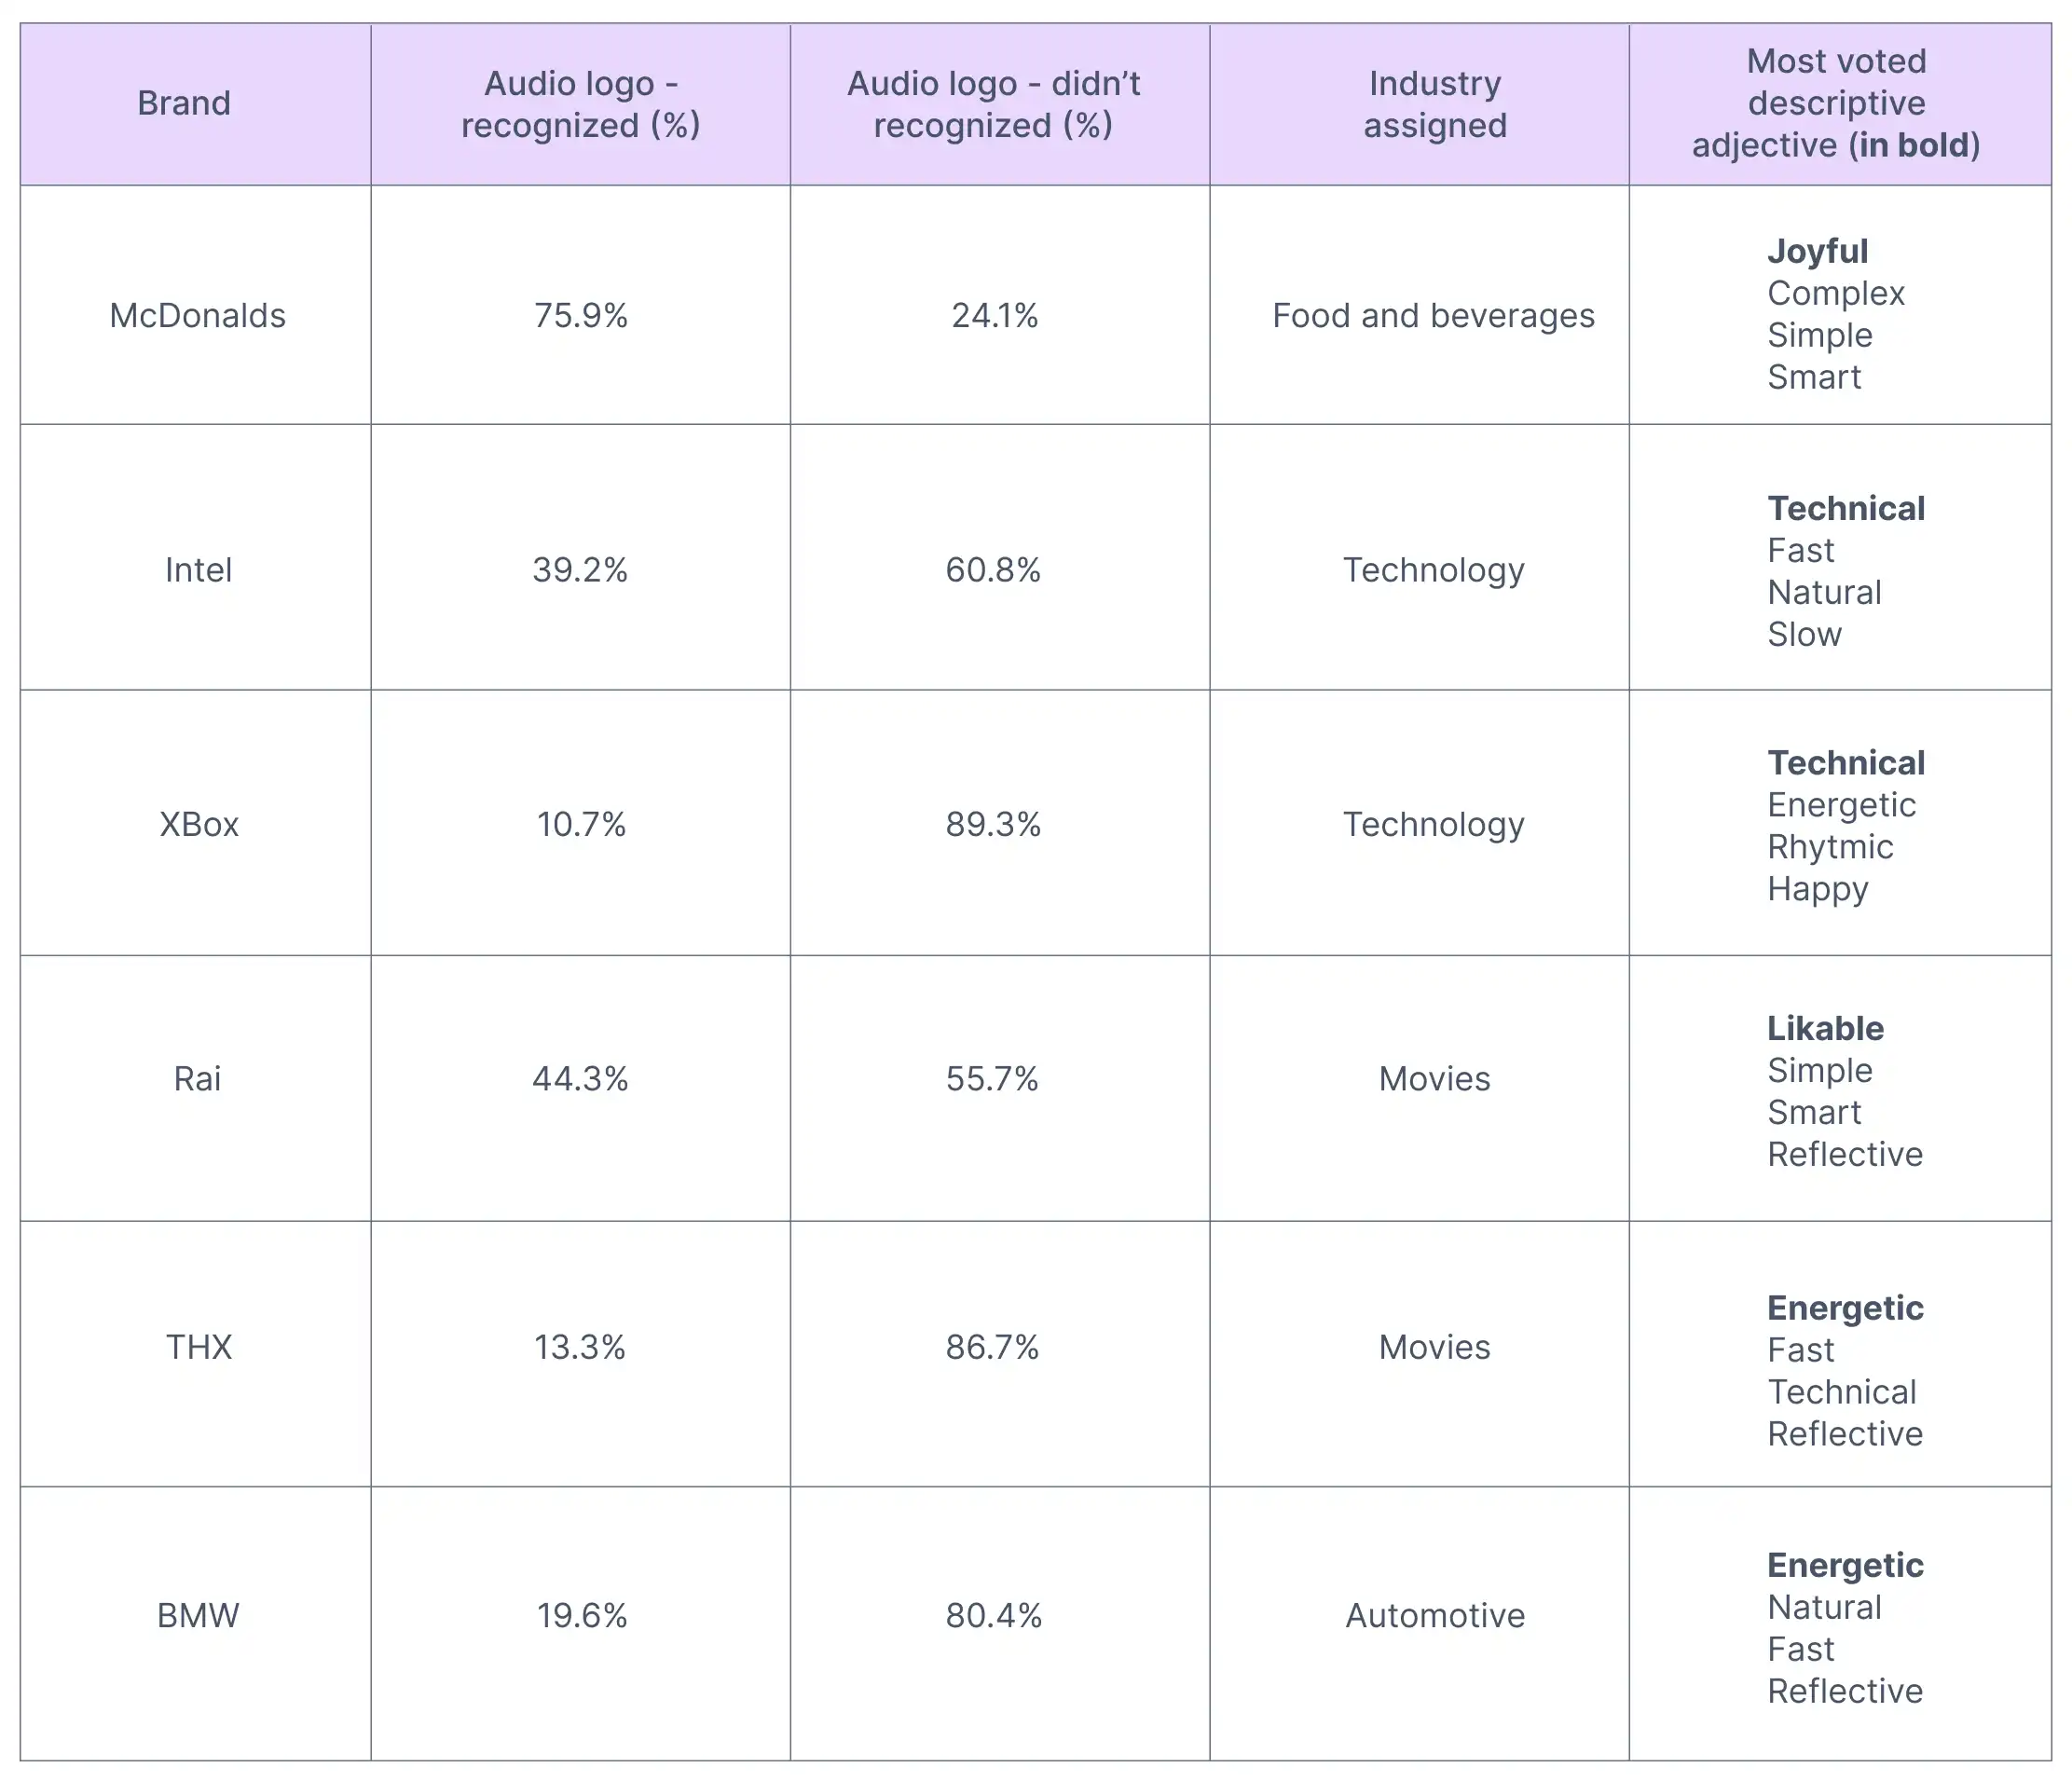 Brand
Audio logo -
recognized (%)
Audio logo - didn’t
recognized (%)
Industry
assigned
Most voted
descriptive
adjective (in bold)
McDonalds
75.9%
24.1%
Food and beverages
Joyful
Complex
Simple
Smart
Intel
39.2%
60.8%
Technology
Technical
Fast
Natural
Slow
XBox
10.7%
89.3%
Technology
Technical
Energetic
Rhytmic
Happy
Rai
44.3%
55.7%
Movies
Likable
Simple
Smart
Reflective
THX
13.3%
86.7%
Movies
Energetic
Fast
Technical
Reflective
BMW
19.6%
80.4%
Automotive
Energetic
Natural
Fast
Reflective